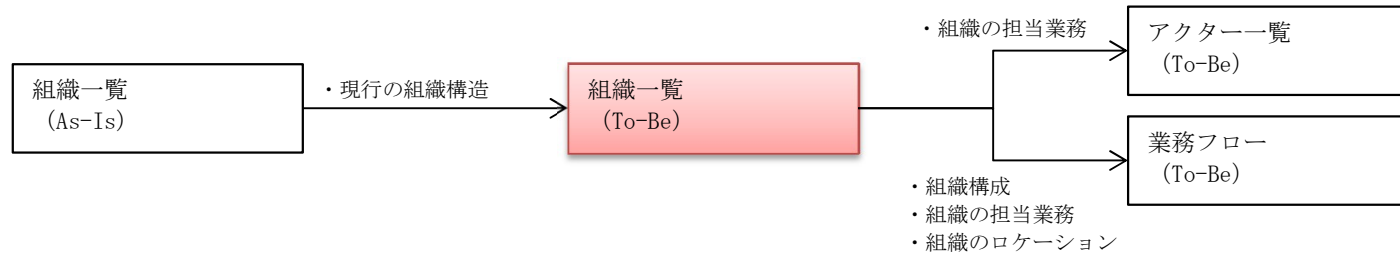 組織一覧
(As-Is)
・現行の組織構造
組織一覧
(To-Be)
・組織の担当業務
アクター一覧
(To-Be)
業務フロー
(To-Be)
・組織構成
・組織の担当業務
・組織のロケーション